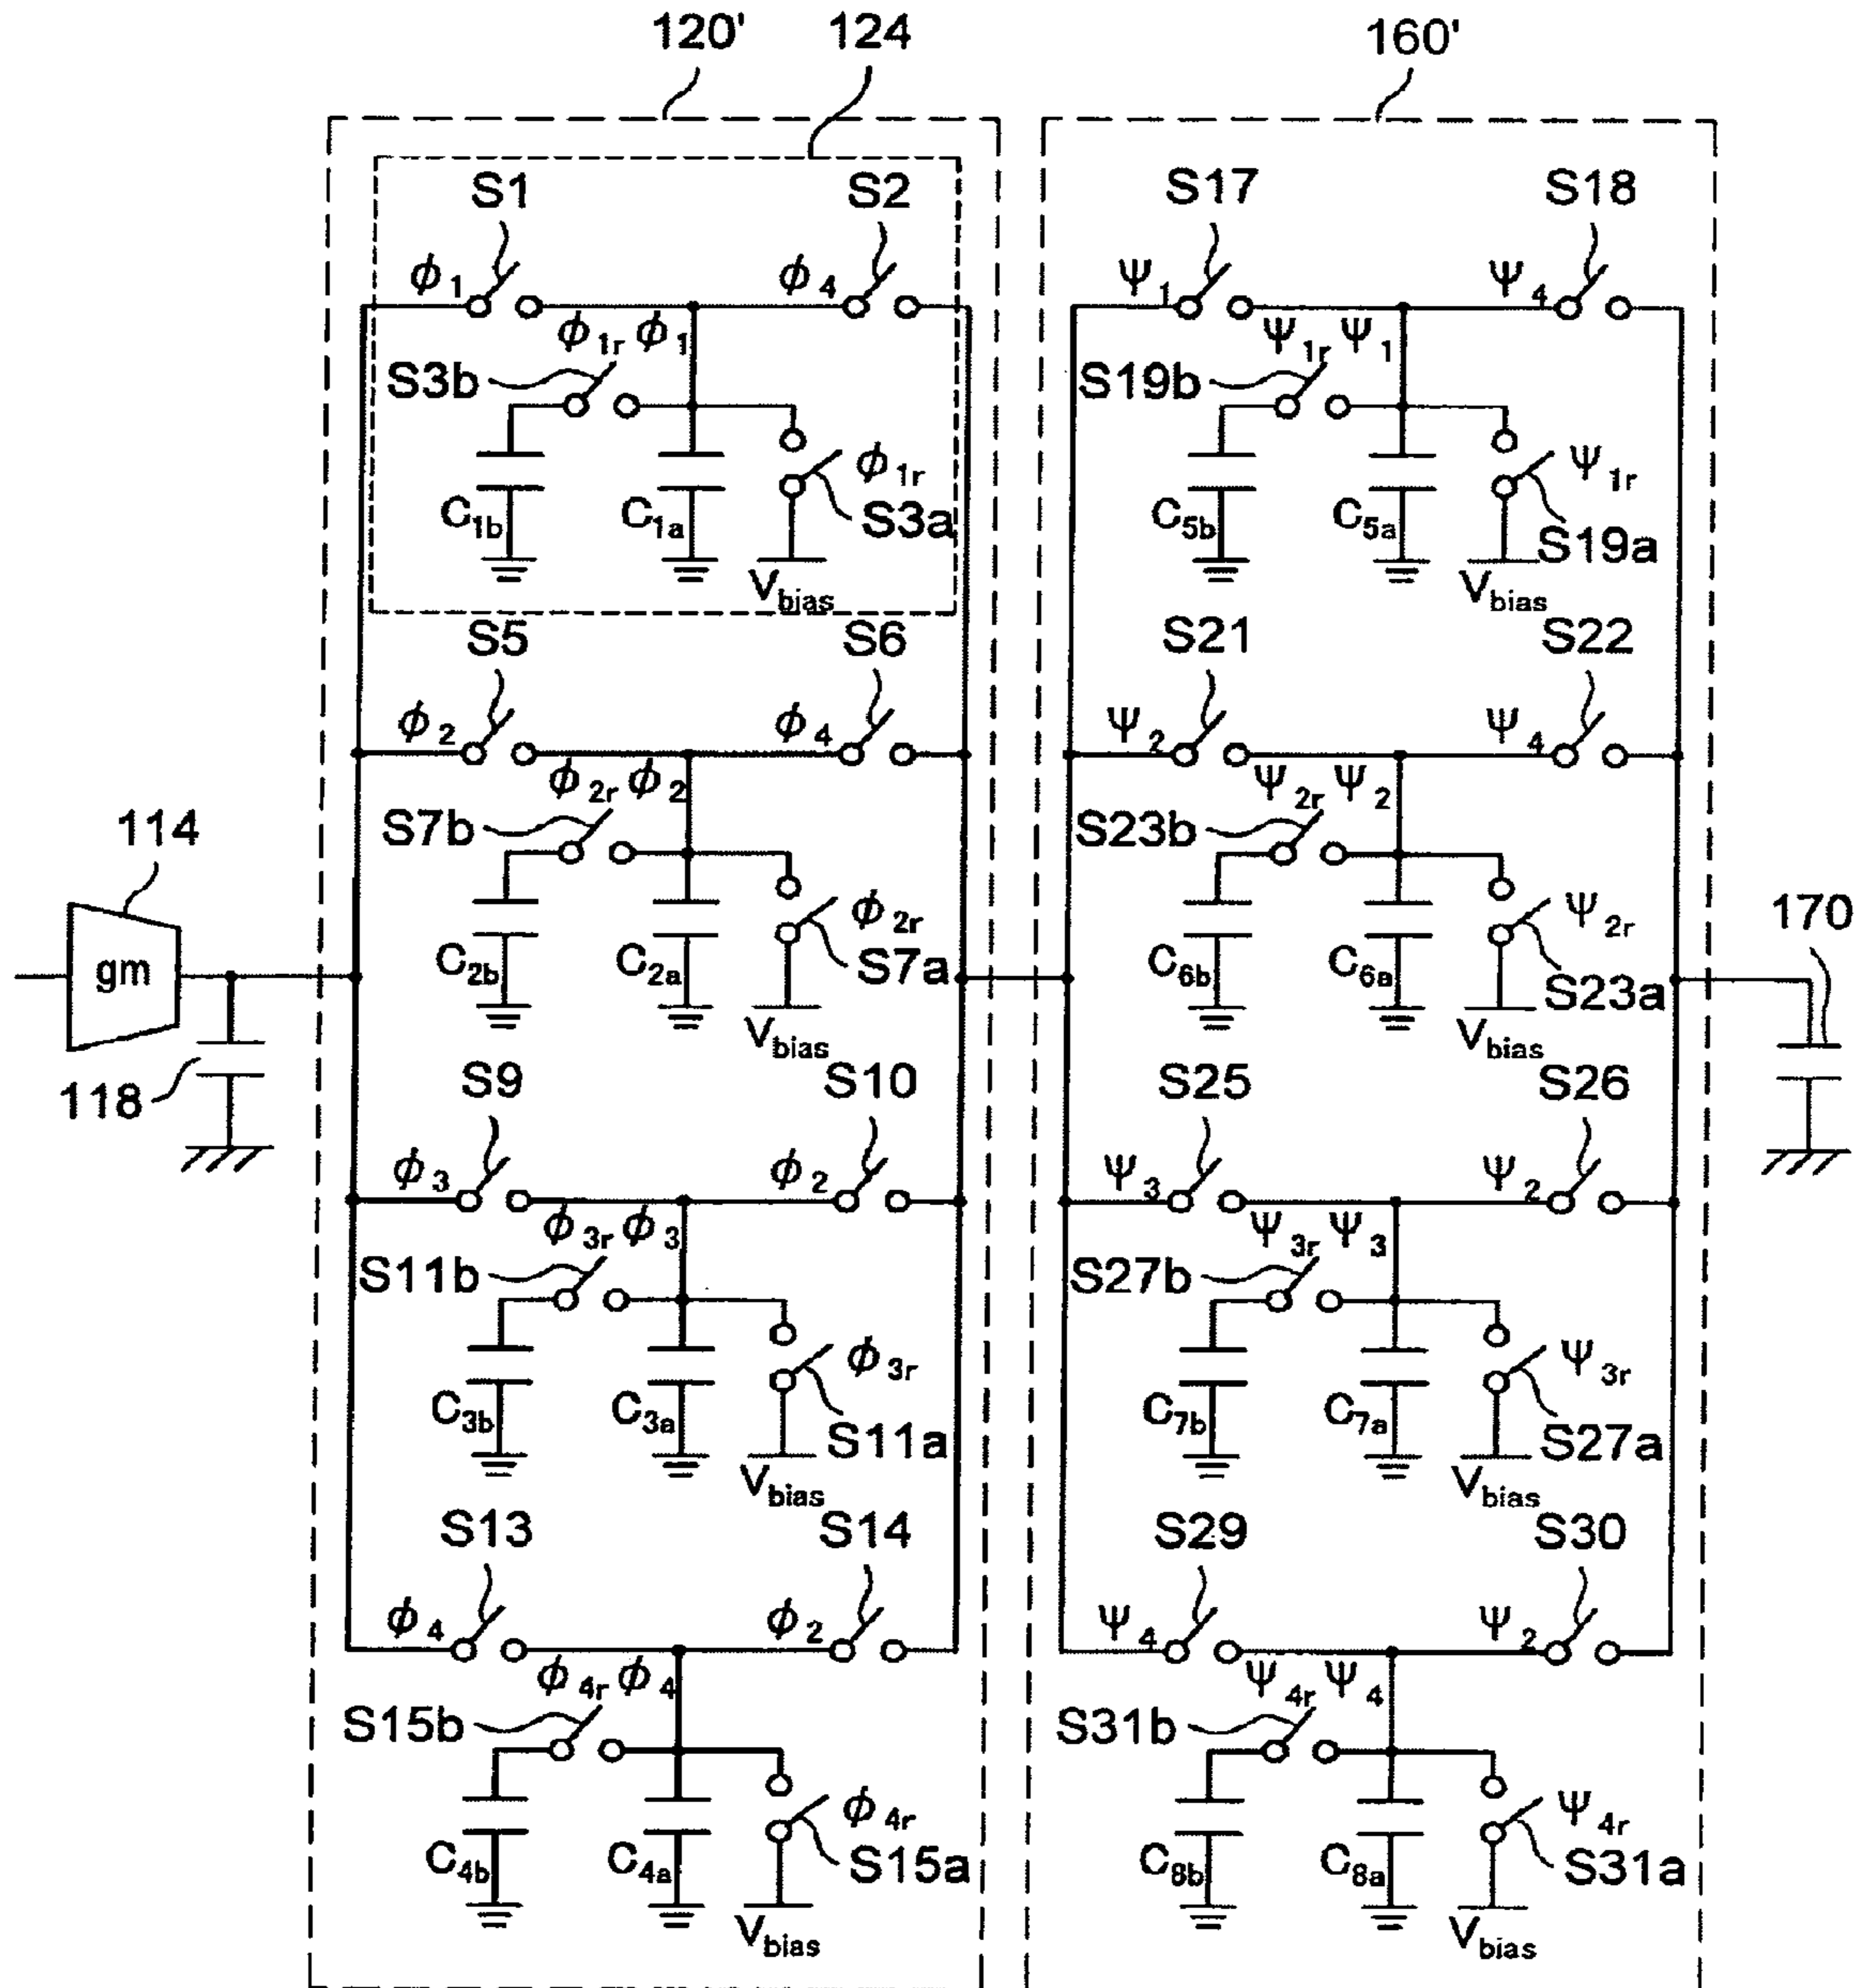 120' 124 160'
S1 S2 S17 S18
ϕ1 ϕ4 Ψ1 Ψ4
ϕ1r ϕ1 Ψ1r Ψ1
S3b S19b
ϕ1r Ψ1r
C1b C1a S3a C5b C5a S19a
Vbias Vbias
S5 S6 S21 S22
ϕ2 ϕ4 Ψ2 Ψ4
ϕ2r ϕ2 Ψ2r Ψ2
S7b S23b
114 170
ϕ2r Ψ2r
gm C2b C2a S7a C6b C6a S23a
Vbias Vbias
118 S9 S10 S25 S26
ϕ3 ϕ2 Ψ3 Ψ2
ϕ3r ϕ3 Ψ3r Ψ3
S11b S27b
ϕ3r Ψ3r
C3b C3a S11a C7b C7a S27a
Vbias Vbias
S13 S14 S29 S30
ϕ4 ϕ2 Ψ4 Ψ2
ϕ4r ϕ4 Ψ4r Ψ4
S15b S31b
ϕ4r Ψ4r
C4b C4a S15a C8b C8a S31a
Vbias Vbias